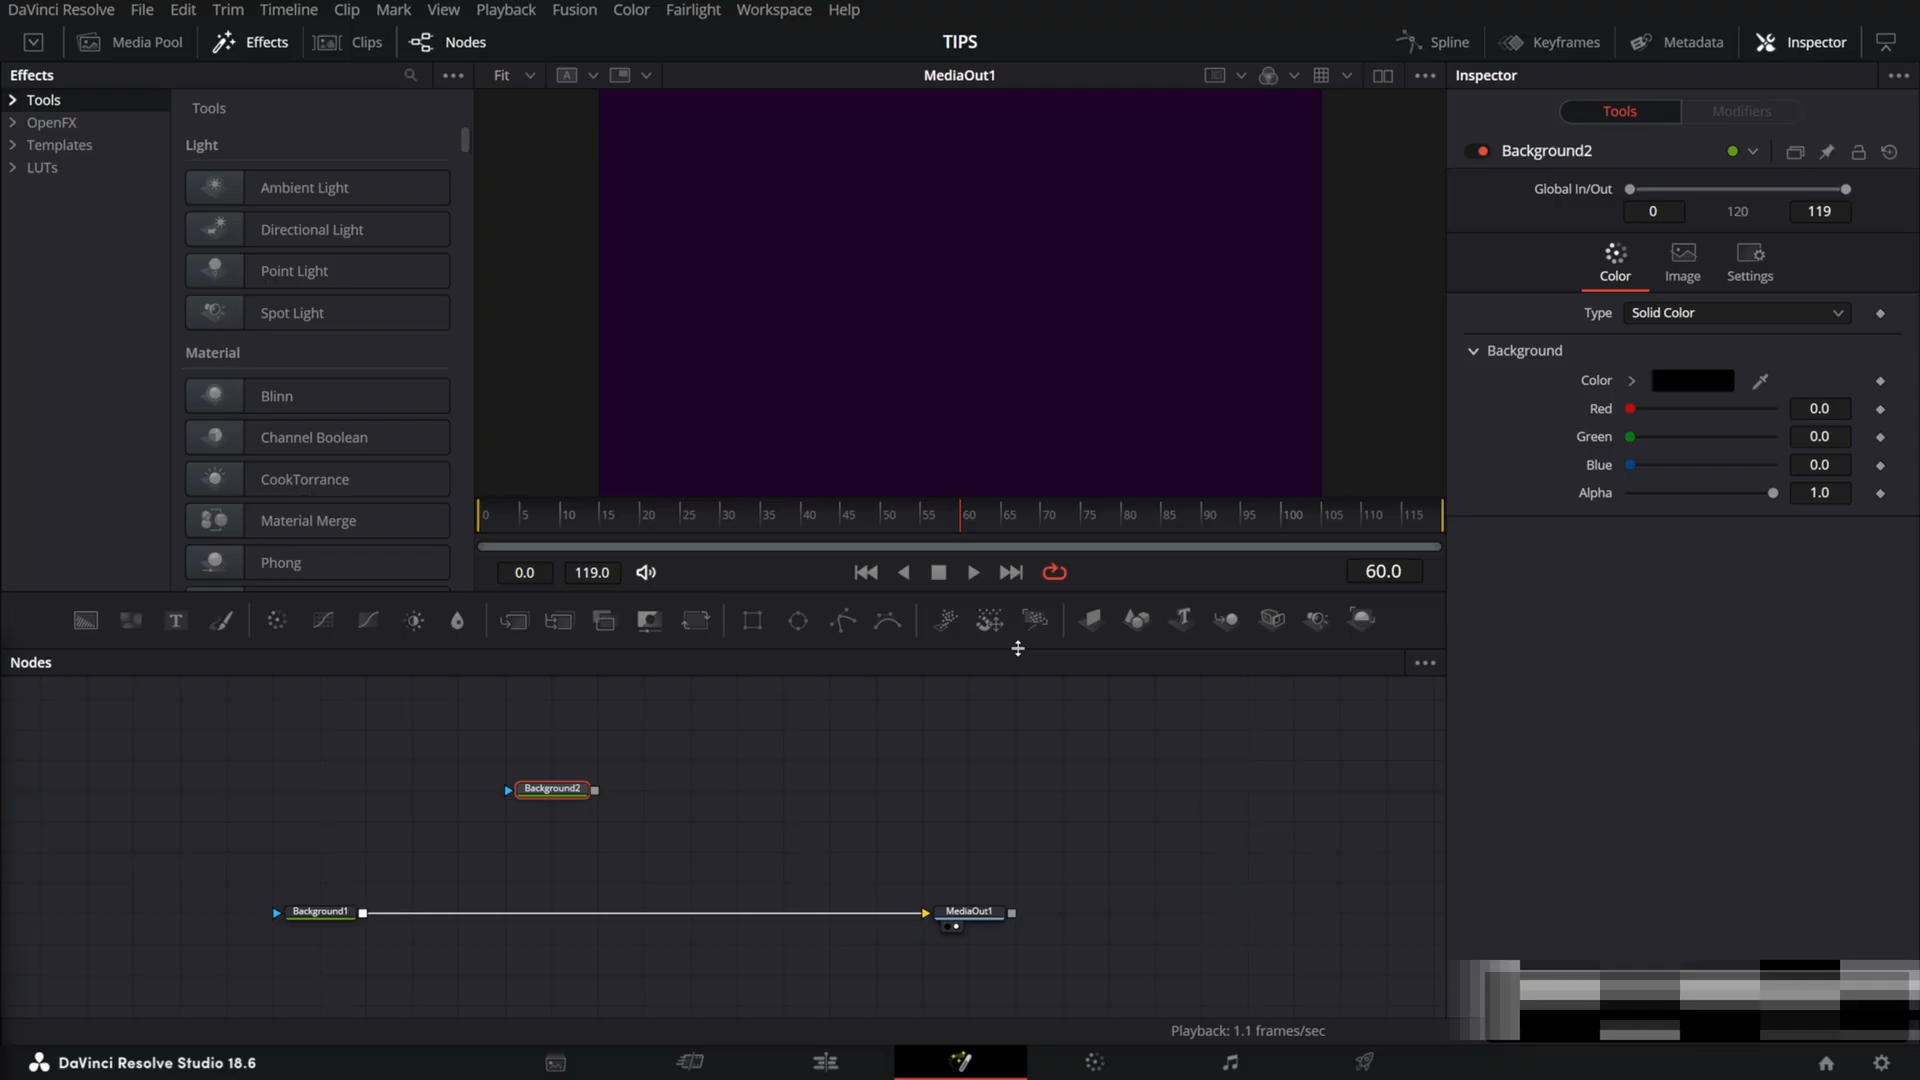 DaVinci Resolve File Edit Trim Timeline Clip Mark View Playback Fusion Color Fairlight Workspace Help
Media Pool Effects Clips Nodes TIPS Spline Keyframes Metadata Inspector
Effects Fit A MediaOut1 Inspector
Tools
OpenFX
Templates
LUTs
Tools
Light
Ambient Light
Directional Light
Point Light
Spot Light
Material
Blinn
Channel Boolean
CookTorrance
Material Merge
Phong
0 5 10 15 20 25 30 35 40 45 50 55 60 65 70 75 80 85 90 95 100 105 110 115
0.0 119.0 60.0
T T
Tools Modifiers
Background2
Global In/Out
0 120 119
Color Image Settings
Type Solid Color
Background
Color
Red 0.0
Green 0.0
Blue 0.0
Alpha 1.0
Nodes
Background2
Background1 MediaOut1
Playback: 1.1 frames/sec
DaVinci Resolve Studio 18.6